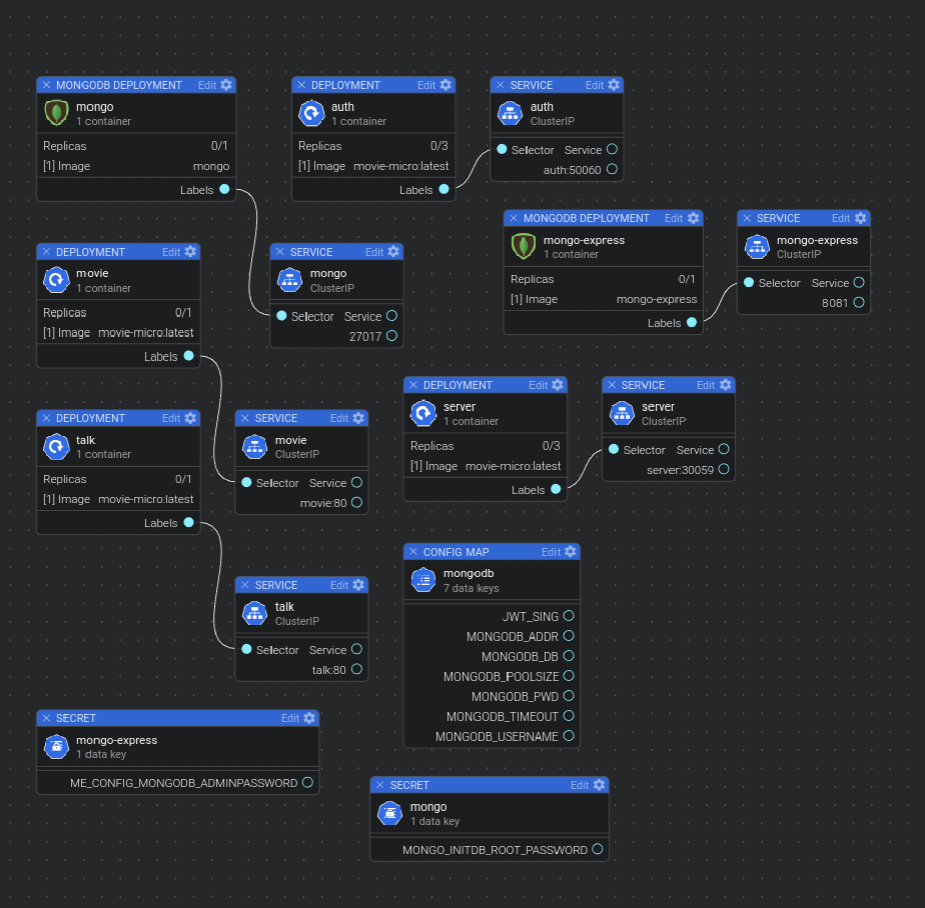 MONGODB DEPLOYMENT Edit
mongo
1 container
Replicas 0/1
[1] Image mongo
Labels
DEPLOYMENT Edit
auth
1 container
Replicas 0/3
[1] Image movie-micro:latest
Labels
SERVICE Edit
auth
ClusterIP
Selector Service
auth:50060
MONGODB DEPLOYMENT Edit
mongo-express
1 container
Replicas 0/1
[1] Image mongo-express
Labels
SERVICE Edit
mongo-express
ClusterIP
Selector Service
8081
DEPLOYMENT Edit
movie
1 container
Replicas 0/1
[1] Image movie-micro:latest
Labels
SERVICE Edit
mongo
ClusterIP
Selector Service
27017
DEPLOYMENT Edit
server
1 container
Replicas 0/3
[1] Image movie-micro:latest
Labels
SERVICE Edit
server
ClusterIP
Selector Service
server:30059
DEPLOYMENT Edit
talk
1 container
Replicas 0/1
[1] Image movie-micro:latest
Labels
SERVICE Edit
movie
ClusterIP
Selector Service
movie:80
CONFIG MAP Edit
mongodb
7 data keys
JWT_SING
MONGODB_ADDR
MONGODB_DB
MONGODB_POOLSIZE
MONGODB_PWD
MONGODB_TIMEOUT
MONGODB_USERNAME
SERVICE Edit
talk
ClusterIP
Selector Service
talk:80
SECRET Edit
mongo-express
1 data key
ME_CONFIG_MONGODB_ADMINPASSWORD
SECRET Edit
mongo
1 data key
MONGO_INITDB_ROOT_PASSWORD